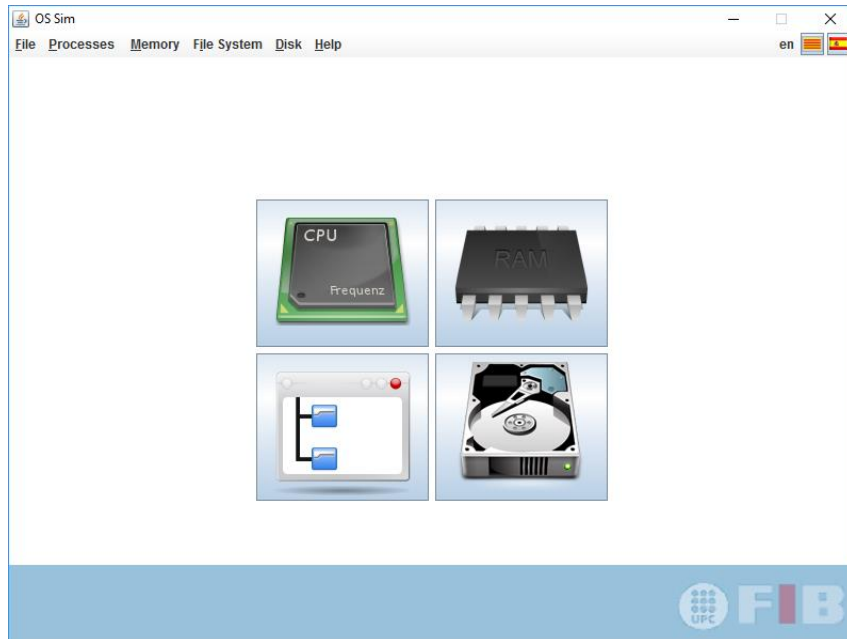 OS Sim
File Processes Memory File System Disk Help en
CPU
Frequenz
RAM
UPC
FIB